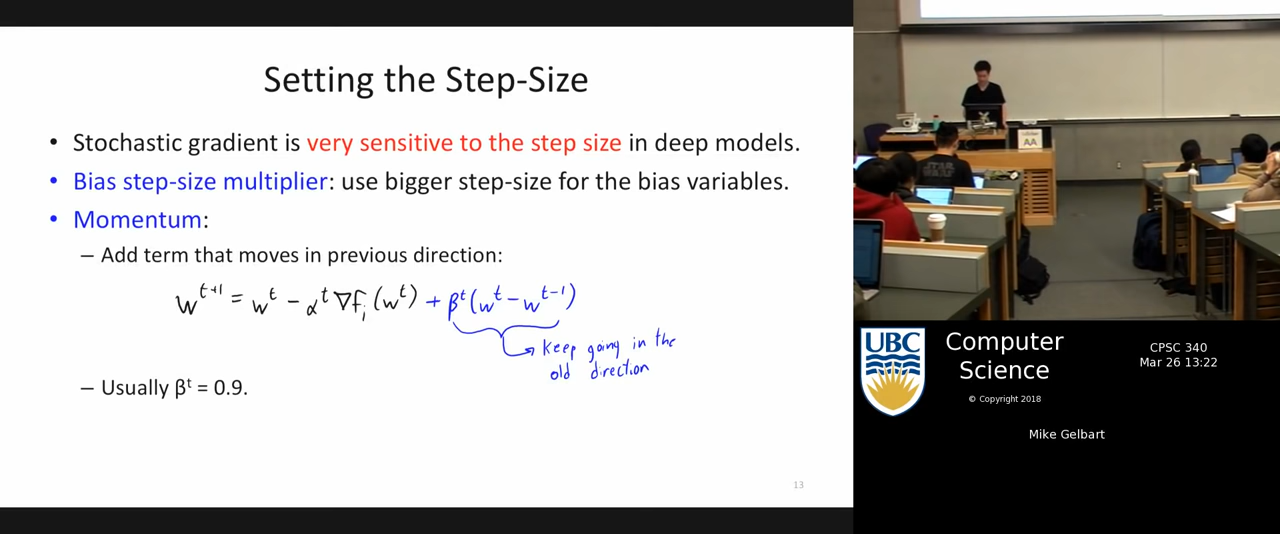 Setting the Step-Size
• Stochastic gradient is very sensitive to the step size in deep models.
• Bias step-size multiplier: use bigger step-size for the bias variables.
• Momentum:
– Add term that moves in previous direction:
w^{t+1} = w^t - α^t ∇f_i(w^t) + β^t(w^t - w^{t-1})
Keep going in the
old direction
– Usually β^t = 0.9.
13
AA
UBC
Computer
Science
© Copyright 2018
CPSC 340
Mar 26 13:22
Mike Gelbart